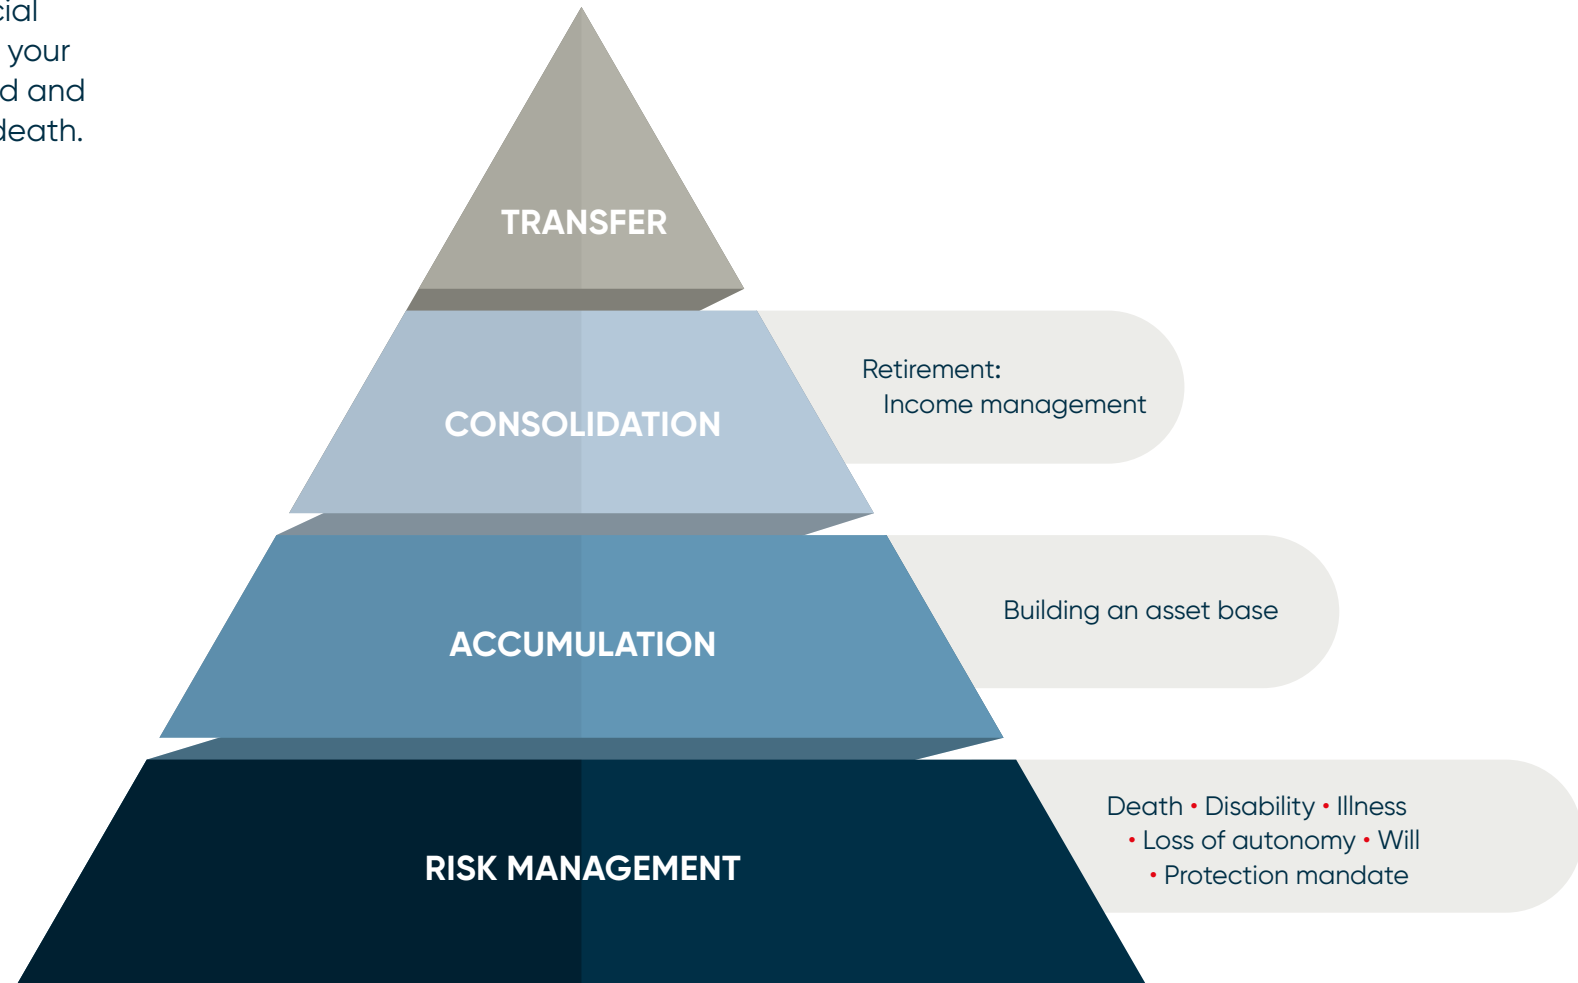 cial
your
d and
death.
TRANSFER
Retirement:
Income management
CONSOLIDATION
Building an asset base
ACCUMULATION
Death • Disability • Illness
• Loss of autonomy • Will
• Protection mandate
RISK MANAGEMENT